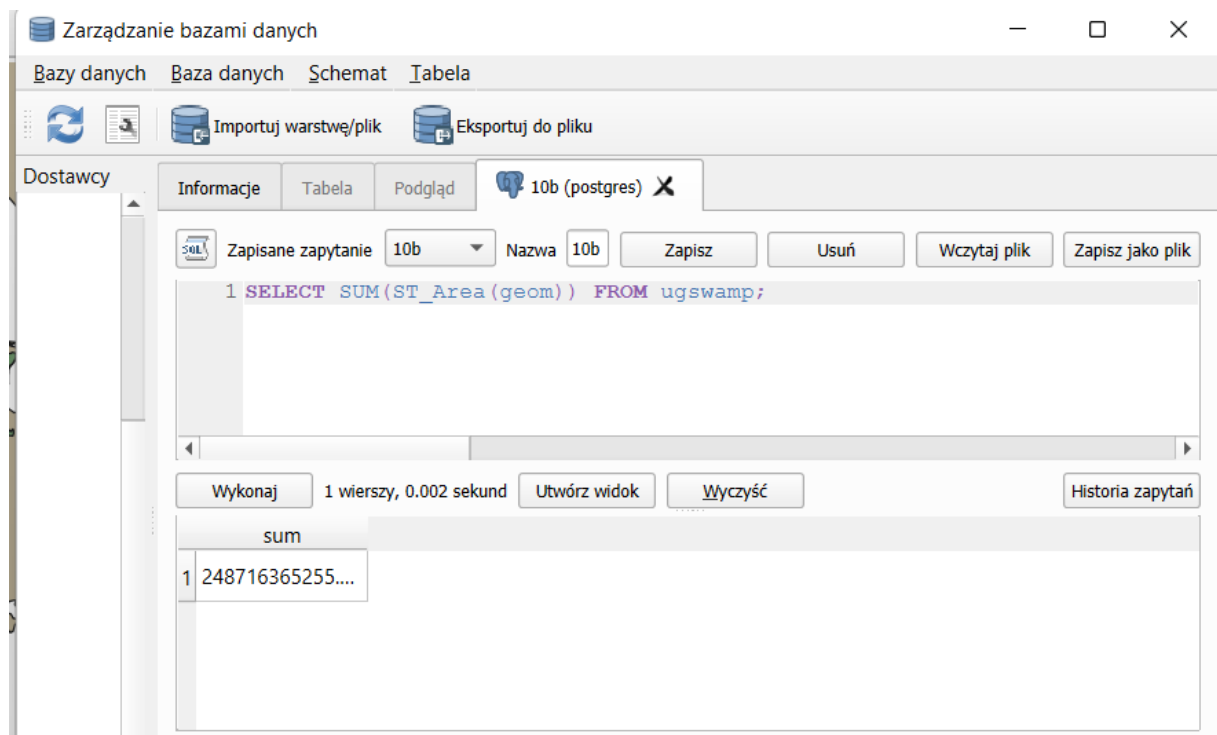 Zarządzanie bazami danych
Bazy danych Baza danych Schemat Tabela
Importuj warstwę/plik Eksportuj do pliku
Dostawcy
Informacje Tabela Podgląd 10b (postgres)
SQL Zapisane zapytanie 10b Nazwa 10b Zapisz Usuń Wczytaj plik Zapisz jako plik
1 SELECT SUM(ST_Area(geom)) FROM ugswamp;
Wykonaj 1 wierszy, 0.002 sekund Utwórz widok Wyczyść Historia zapytań
sum
1 248716365255....